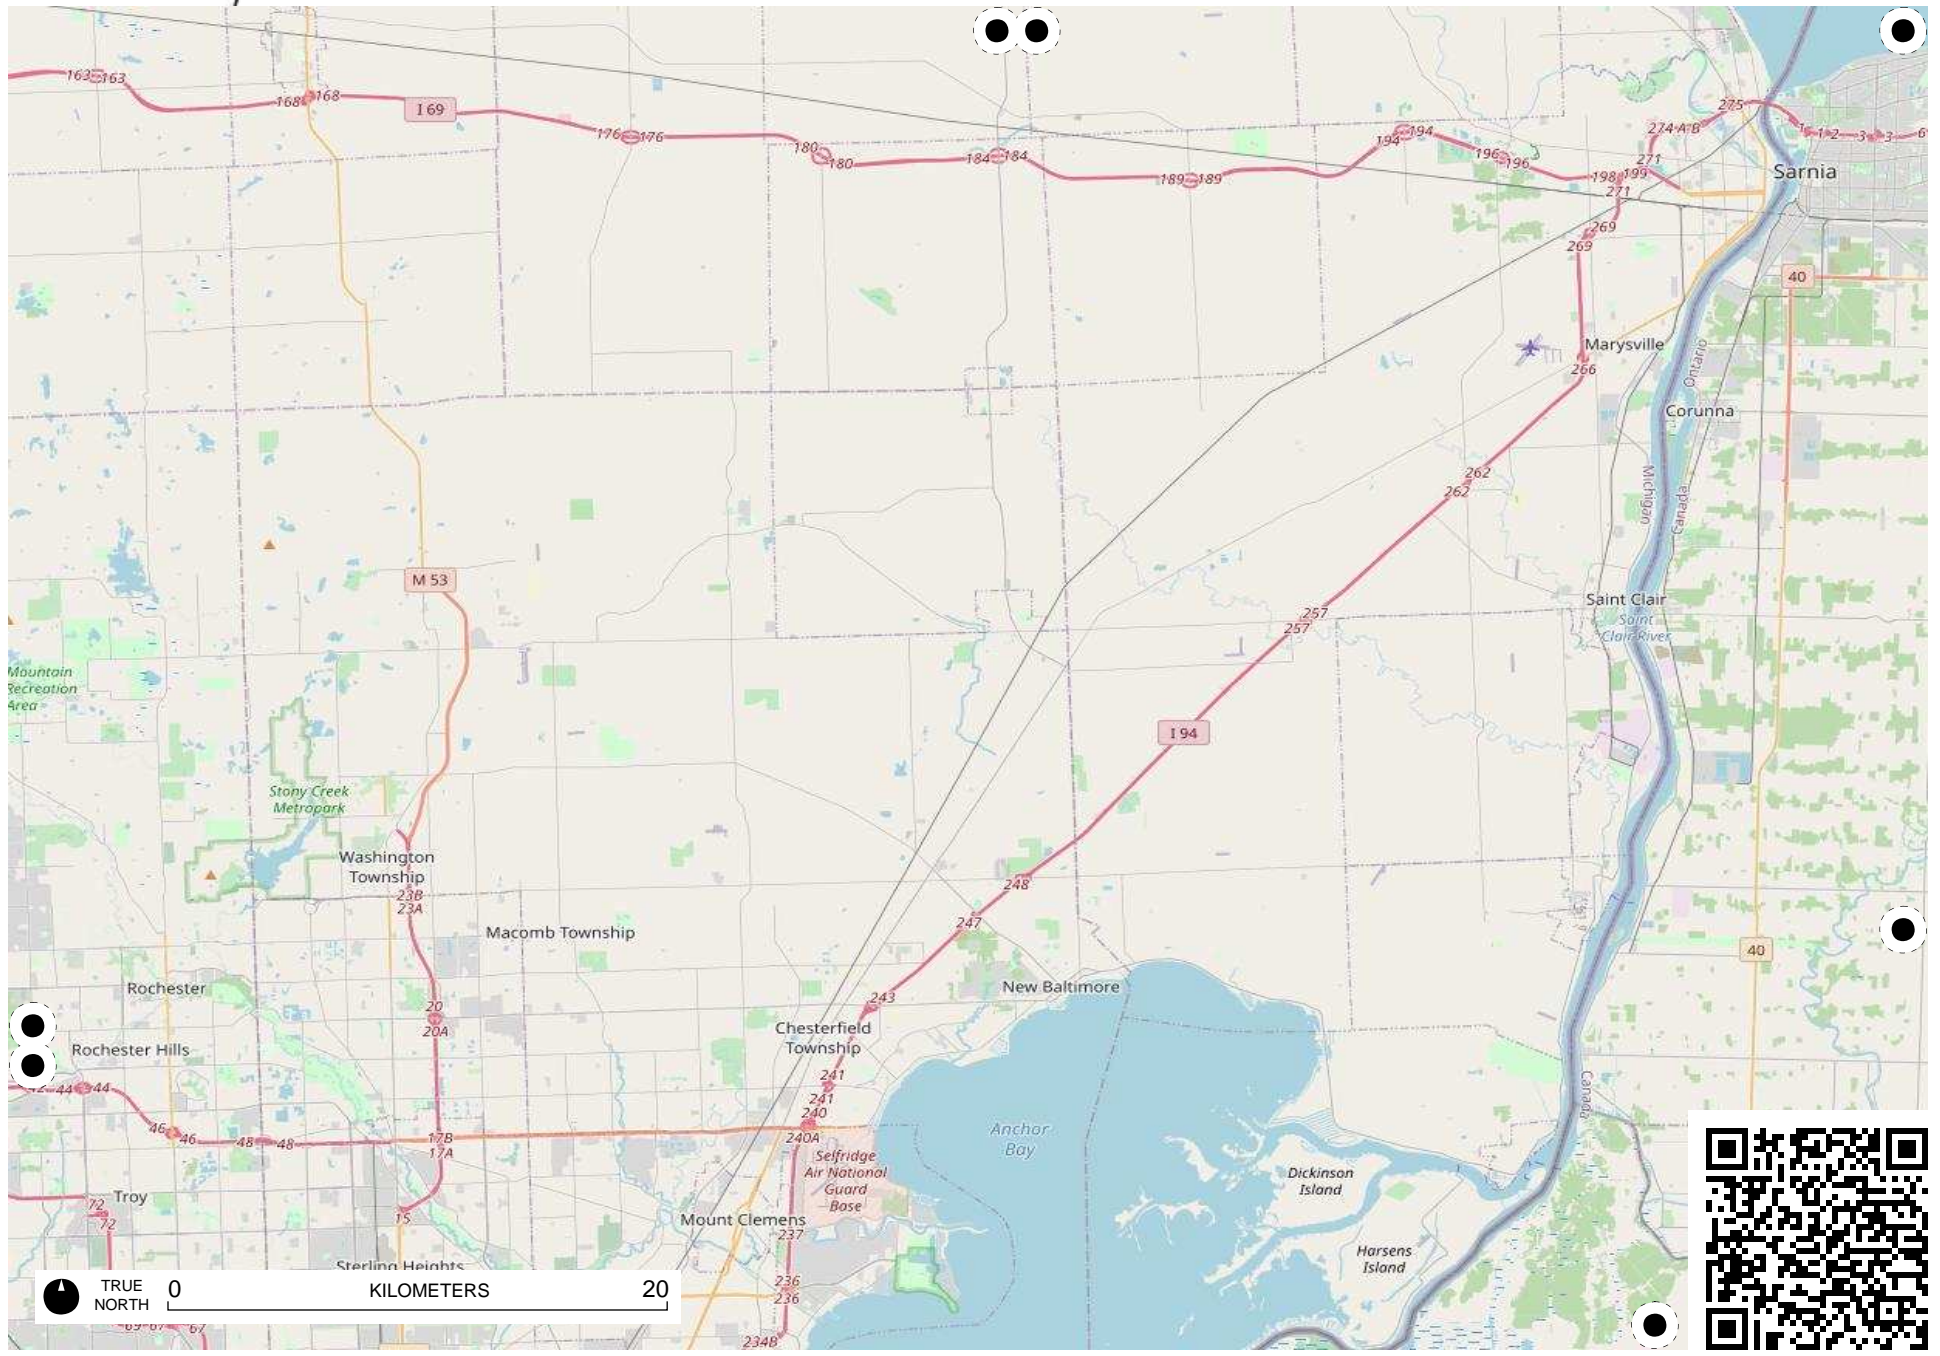 163
163
168
168
I 69
176
176
180
180
184
184
189
189
194
194
196
196
198
199
271
271
274 A-B
275
1
1
2
3
3
6
Sarnia
269
269
40
Marysville
266
Ontario
Corunna
262
262
Michigan
Canada
M 53
Saint Clair
Saint
Clair River
257
257
Mountain
Recreation
Area
I 94
Stony Creek
Metropark
Washington
Township
23B
23A
248
247
Macomb Township
40
Rochester
New Baltimore
243
20
20A
Chesterfield
Township
Rochester Hills
44
44
241
241
240
240A
Canada
46
46
48
48
17B
17A
Anchor
Bay
Selfridge
Air National
Guard
Base
Dickinson
Island
Troy
72
72
15
Mount Clemens
237
Harsens
Island
Sterling Heights
TRUE
NORTH
0
KILOMETERS
20
236
236
67
234B